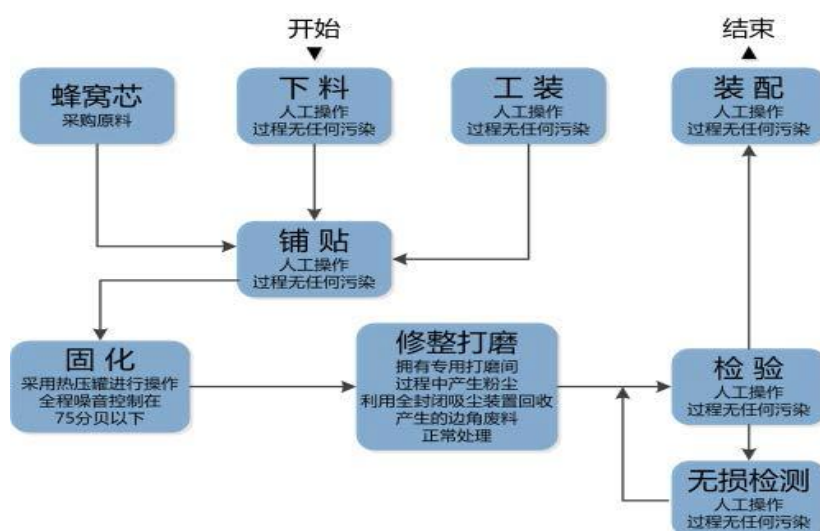 开始
结束
蜂窝芯
采购原料
下 料
人工操作
过程无任何污染
工 装
人工操作
过程无任何污染
装 配
人工操作
过程无任何污染
铺 贴
人工操作
过程无任何污染
固 化
采用热压罐进行操作
全程噪音控制在
75分贝以下
修整打磨
拥有专用打磨间
过程中产生粉尘
利用全封闭吸尘装置回收
产生的边角废料
正常处理
检 验
人工操作
过程无任何污染
无损检测
人工操作
过程无任何污染